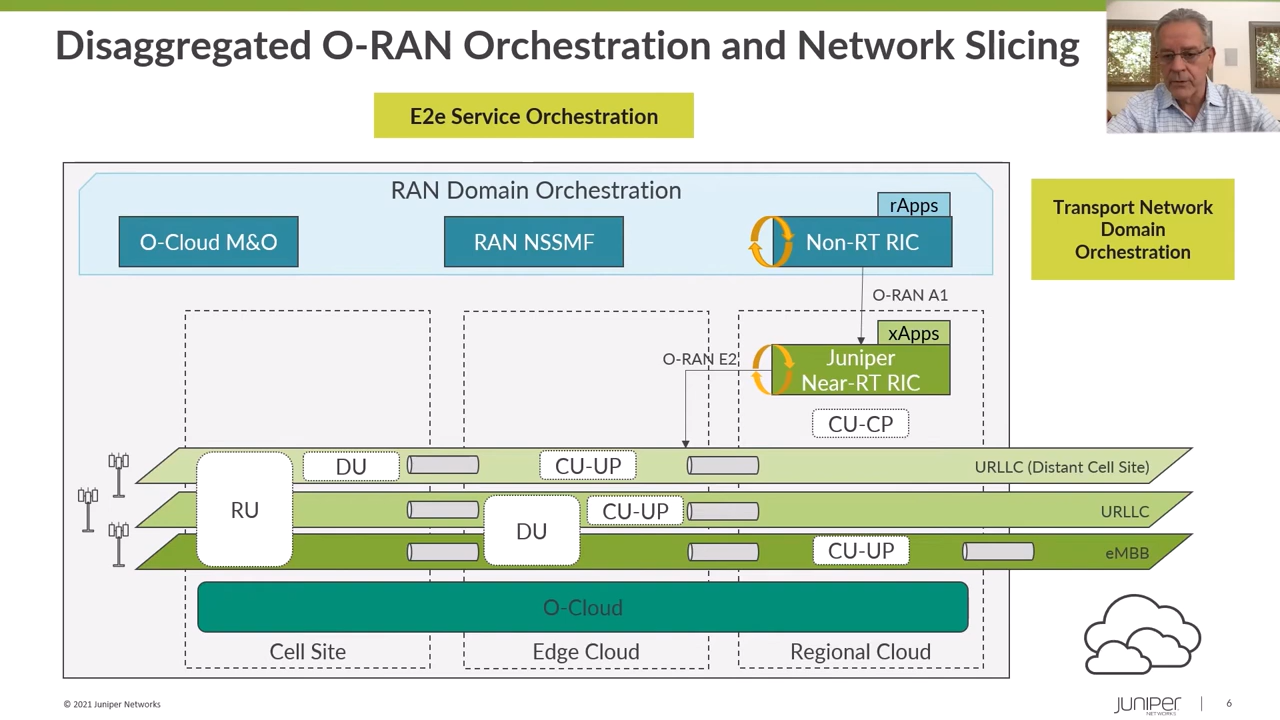 Disaggregated O-RAN Orchestration and Network Slicing
E2e Service Orchestration
RAN Domain Orchestration
rApps
O-Cloud M&O
RAN NSSMF
Non-RT RIC
Transport Network
Domain
Orchestration
O-RAN A1
xApps
O-RAN E2
Juniper
Near-RT RIC
CU-CP
DU
CU-UP
URLLC (Distant Cell Site)
RU
DU
CU-UP
URLLC
CU-UP
eMBB
O-Cloud
Cell Site
Edge Cloud
Regional Cloud
© 2021 Juniper Networks
JUNIPER
NETWORKS
6